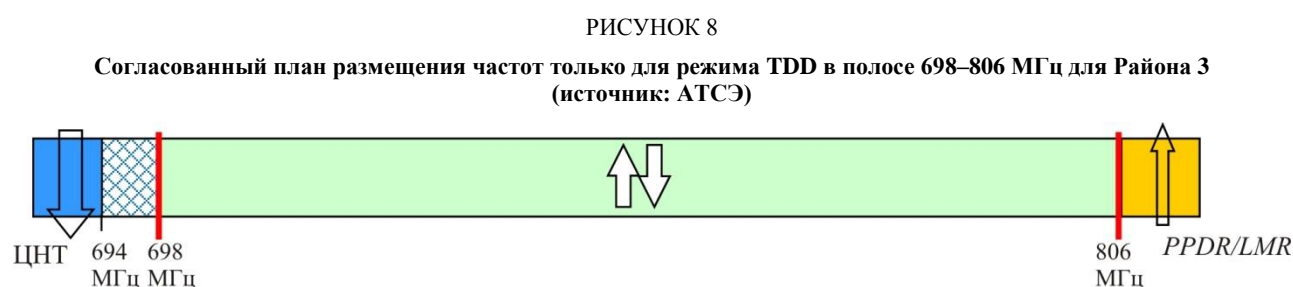 РИСУНОК 8
Согласованный план размещения частот только для режима TDD в полосе 698–806 МГц для Района 3
(источник: АТСЭ)
ЦНТ
694
МГц
698
МГц
806
МГц
PPDR/LMR